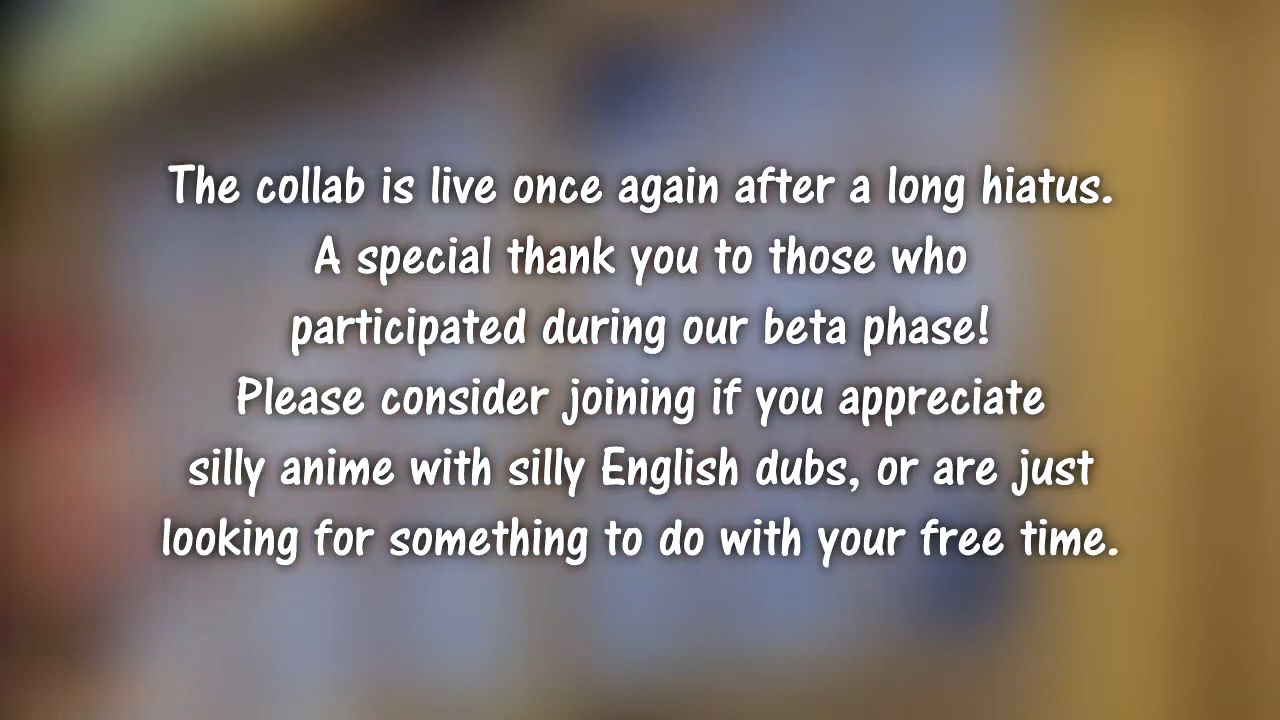 The collab is live once again after a long hiatus.
A special thank you to those who
participated during our beta phase!
Please consider joining if you appreciate
silly anime with silly English dubs, or are just
looking for something to do with your free time.